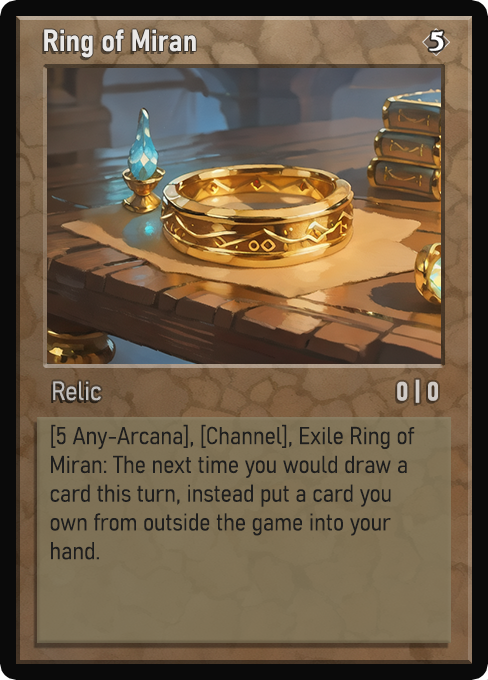 Ring of Miran
5
Relic
0|0
[5 Any-Arcana], [Channel], Exile Ring of
Miran: The next time you would draw a
card this turn, instead put a card you
own from outside the game into your
hand.